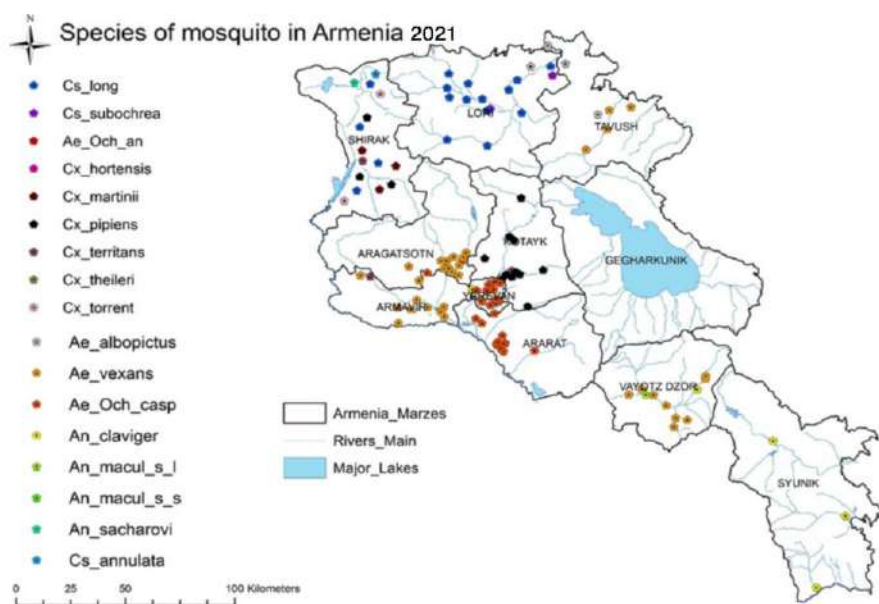 N
Species of mosquito in Armenia 2021
Cs_long
Cs_subochrea
Ae_Och_an
Cx_hortensis
Cx_martinii
Cx_pipiens
Cx_territans
Cx_theileri
Cx_torrent
Ae_albopictus
Ae_vexans
Ae_Och_casp
An_claviger
An_macul_s_l
An_macul_s_s
An_sacharovi
Cs_annulata
LORI
TAVUSH
SHIRAK
ARAGATSOTN
KOTAYK
GEGHARKUNIK
YEREVAN
ARMAVIR
ARARAT
VAYOTZ DZOR
SYUNIK
Armenia_Marzes
Rivers_Main
Major_Lakes
0 25 50 100 Kilometers